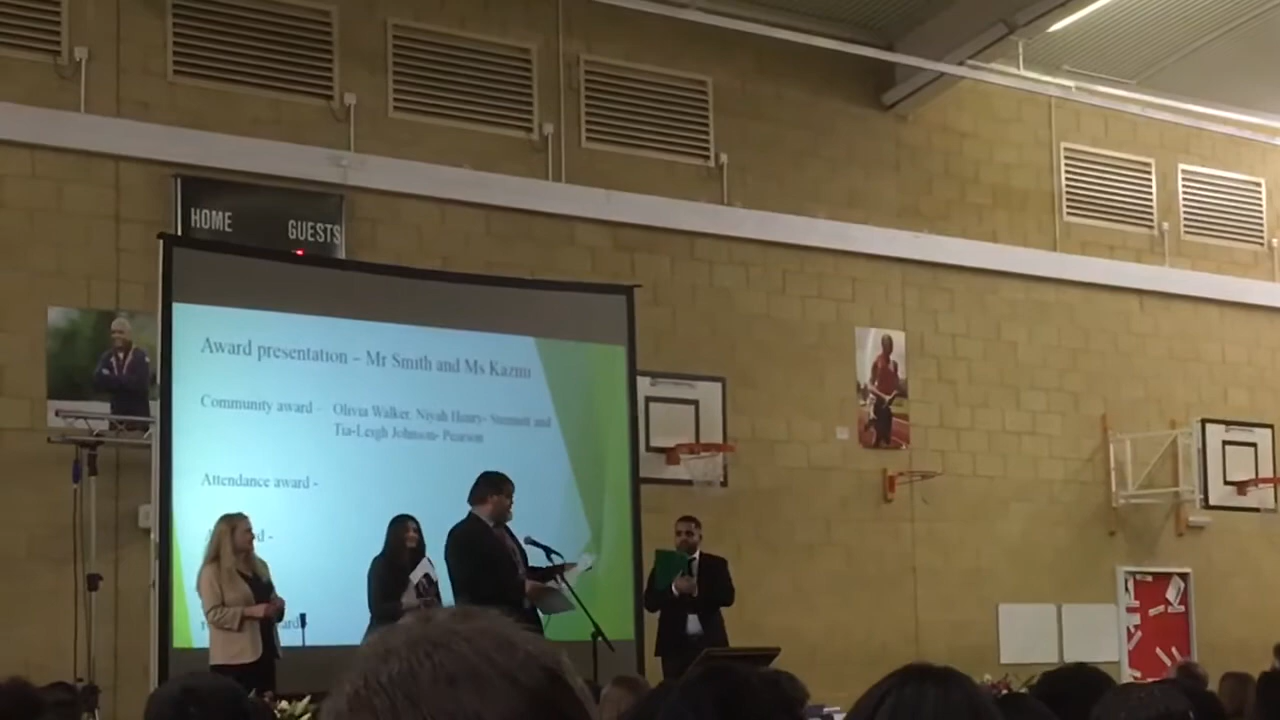 HOME GUESTS
Award presentation – Mr Smith and Ms Kazmi
Community award - Olivia Walker, Niyah Henry- and
Tia-Leigh Johnson- Pearson
Attendance award -